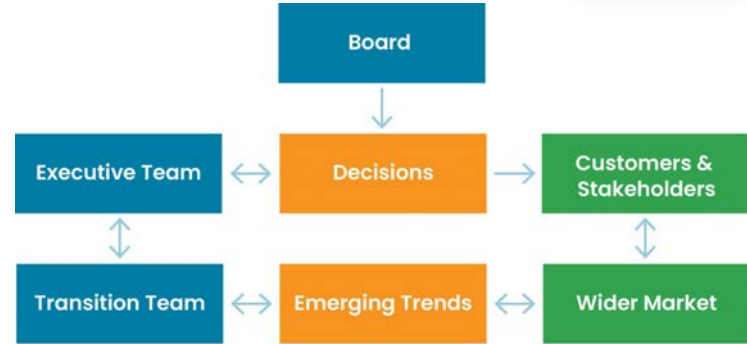 Board
Executive Team
Decisions
Customers &
Stakeholders
Transition Team
Emerging Trends
Wider Market